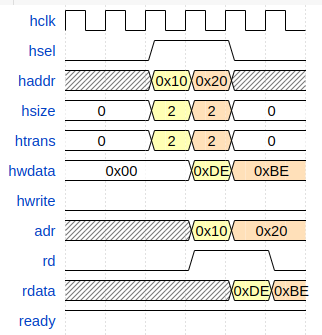 hclk
hsel
haddr 0x10 0x20
hsize 0 2 2 0
htrans 0 2 2 0
hwdata 0x00 0xDE 0xBE
hwrite
adr 0x10 0x20
rd
rdata 0xDE 0xBE
ready